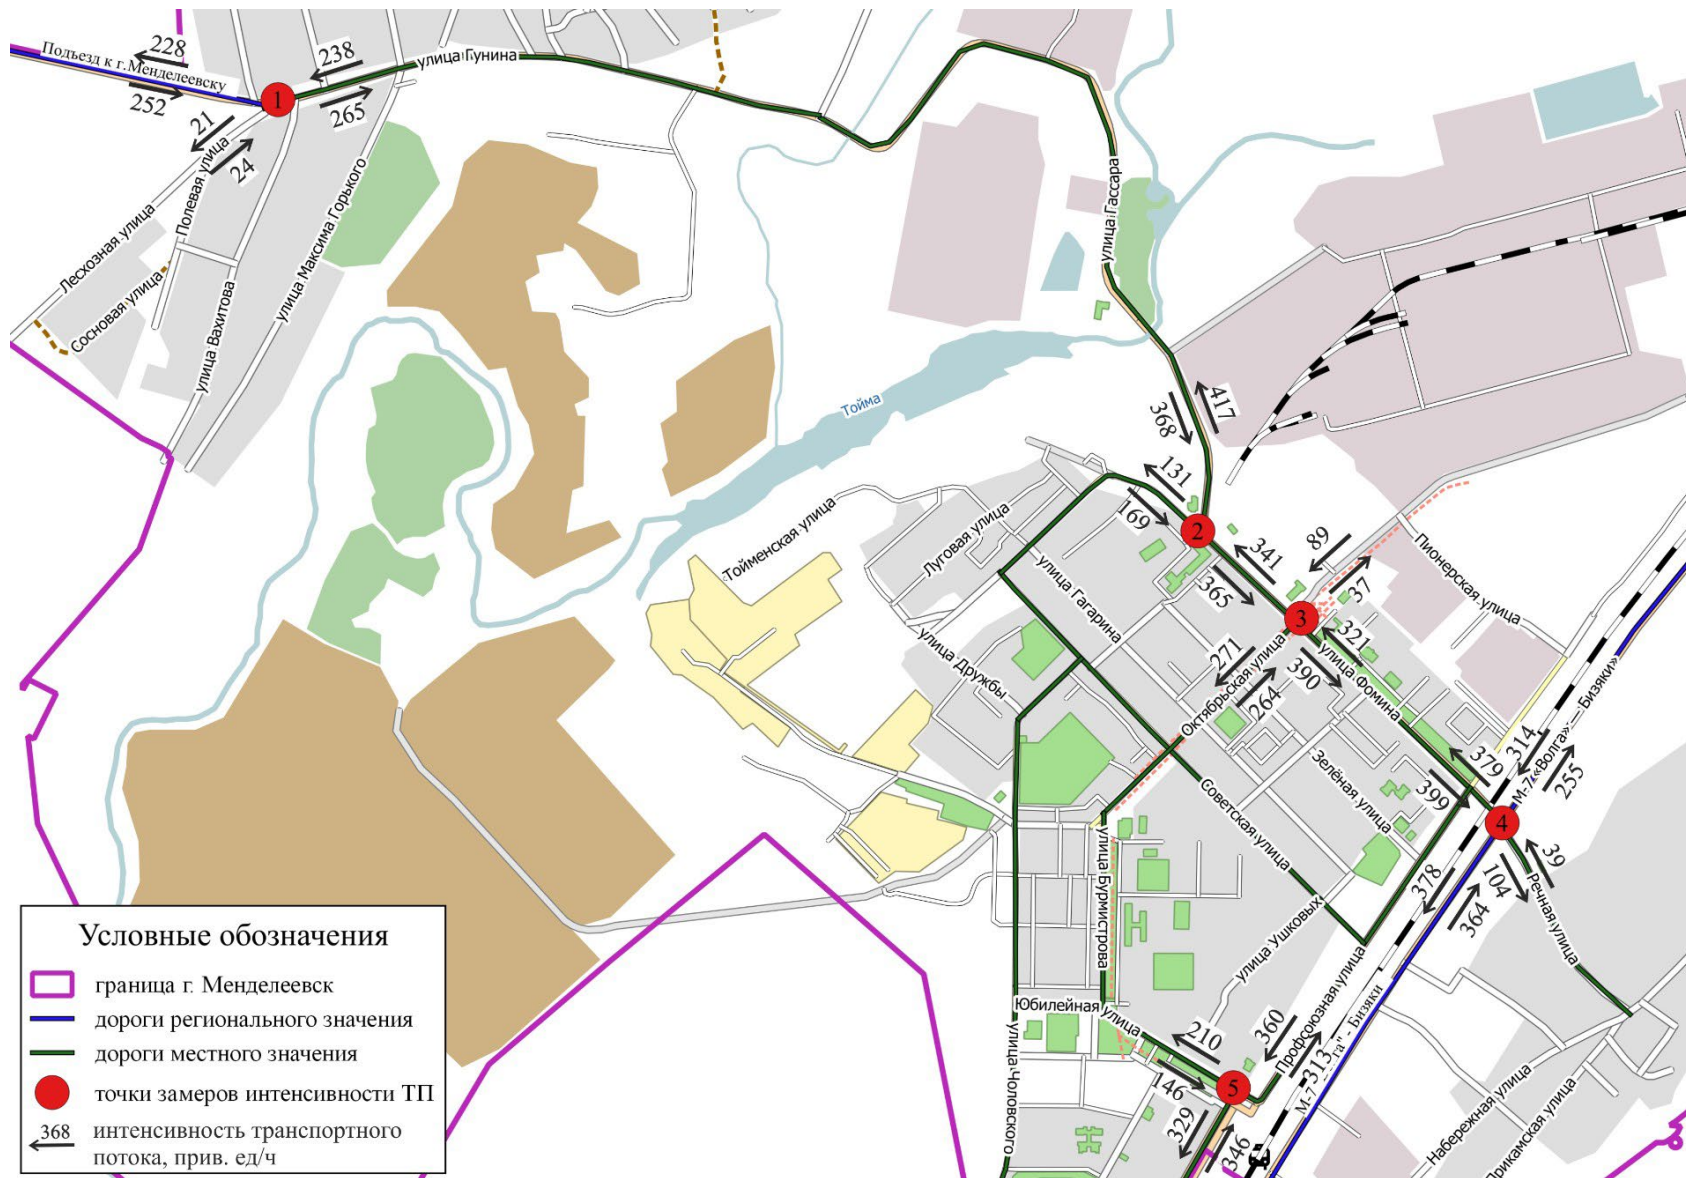 228
Подъезд к г.Менделеевску
252
238
улица Гунина
1
265
21
24
Лесхозная улица
Полевая улица
Сосновая улица
улица Вахитова
улица Максима Горького
улица Гассара
Тойма
368
417
131
169
2
341
365
89
37
3
321
390
271
264
Тойменская улица
Луговая улица
улица Гагарина
улица Дружбы
Октябрьская улица
улица Фомина
Пионерская улица
Зелёная улица
Советская улица
379
399
314
255
М-7 «Волга» — Бизяки»
4
39
104
378
364
Речная улица
улица Бурмистрова
улица Ушковых
Профсоюзная улица
Юбилейная улица
улица Чоловского
210
146
360
313
М-7
га" - Бизяки
5
329
346
Набережная улица
Прикамская улица
Условные обозначения
граница г. Менделеевск
дороги регионального значения
дороги местного значения
точки замеров интенсивности ТП
368
интенсивность транспортного
потока, прив. ед/ч